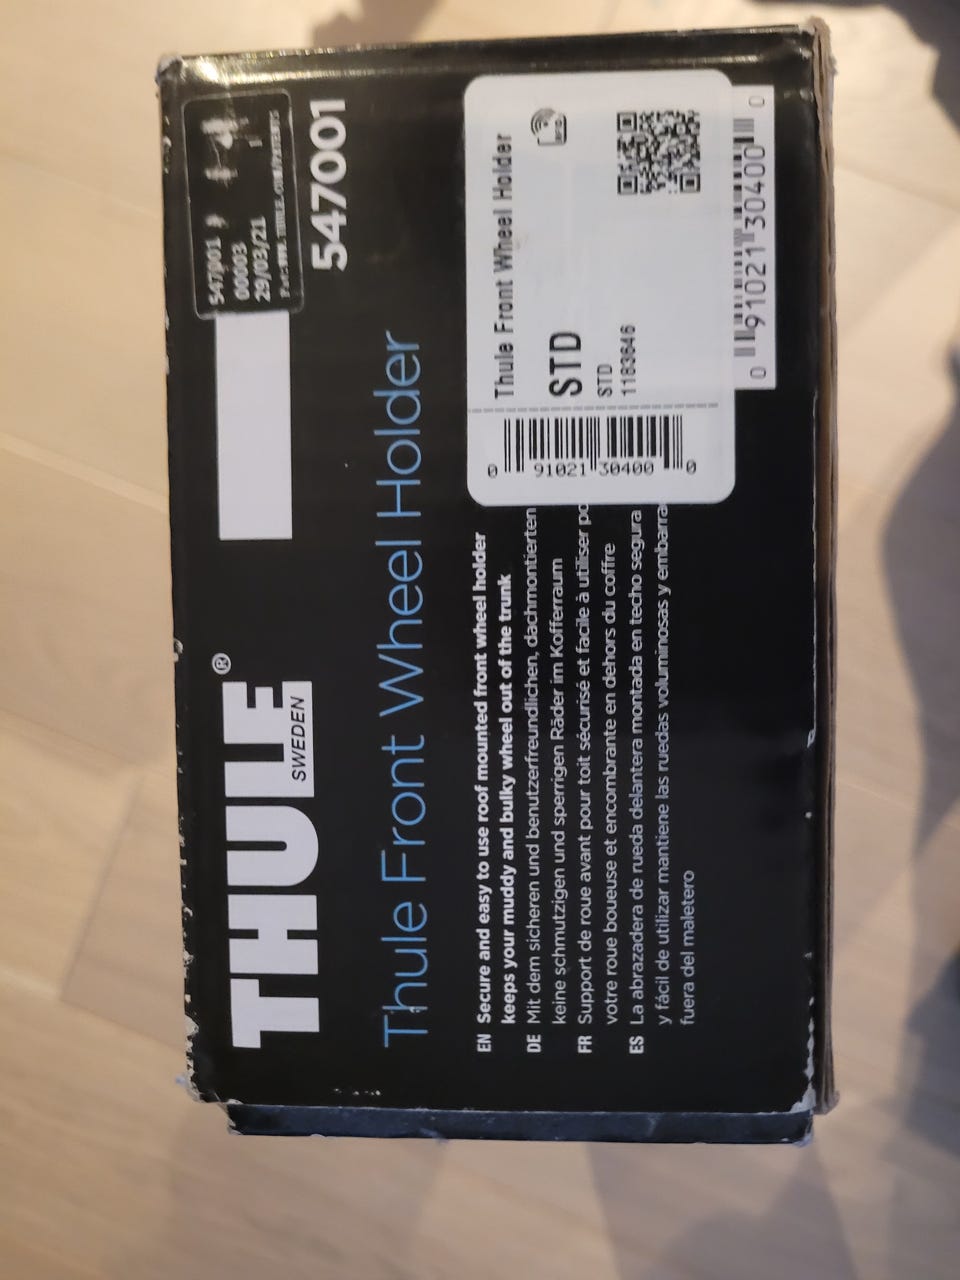 THULE®
SWEDEN
547001
00003
29/03/21
547001
Thule Front Wheel Holder
EN Secure and easy to use roof mounted front wheel holder
keeps your muddy and bulky wheel out of the trunk
DE Mit dem sicheren und benutzerfreundlichen, dachmontierten
keine schmutzigen und sperrigen Räder im Kofferraum
FR Support de roue avant pour toit sécurisé et facile à utiliser
votre roue boueuse et encombrante en dehors du coffre
ES La abrazadera de rueda delantera montada en techo segura
y fácil de utilizar mantiene las ruedas voluminosas y embarra
fuera del maletero
Thule Front Wheel Holder
STD
STD
1183646
0 91021 30400 0
0 91021 30400 0